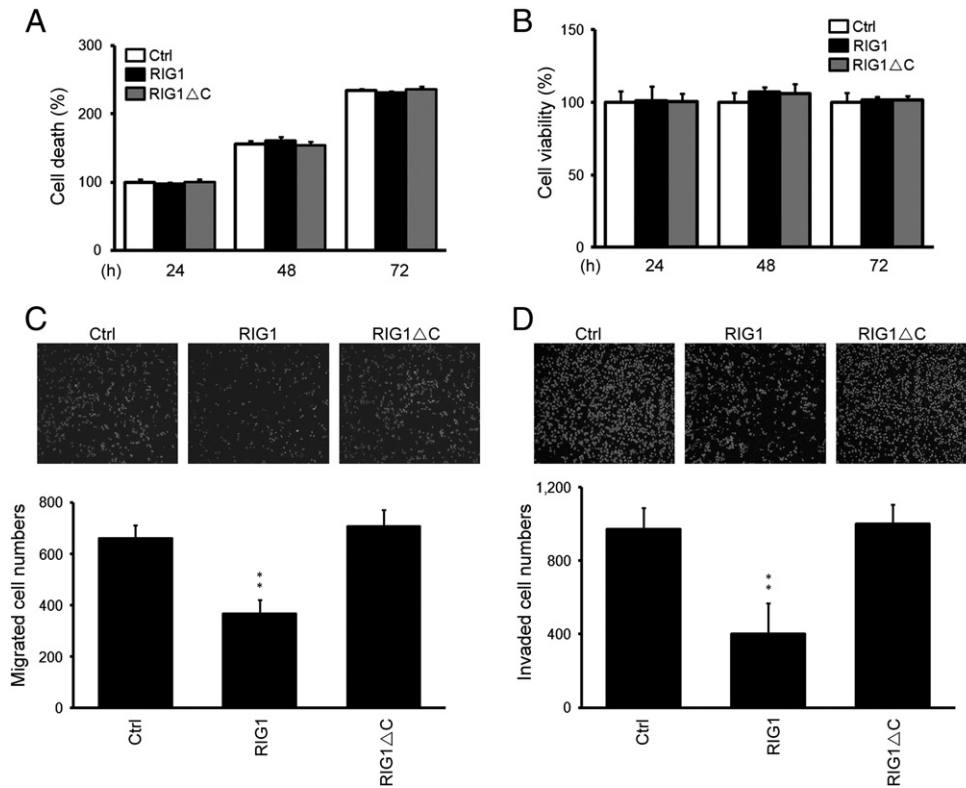 A
Cell death (%)
300
200
100
0
Ctrl
RIG1
RIG1△C
(h)
24
48
72
B
Cell viability (%)
150
100
50
0
Ctrl
RIG1
RIG1△C
(h)
24
48
72
C
Ctrl
RIG1
RIG1△C
Migrated cell numbers
800
600
400
200
0
**
Ctrl
RIG1
RIG1△C
D
Ctrl
RIG1
RIG1△C
Invaded cell numbers
1,200
800
400
0
**
Ctrl
RIG1
RIG1△C